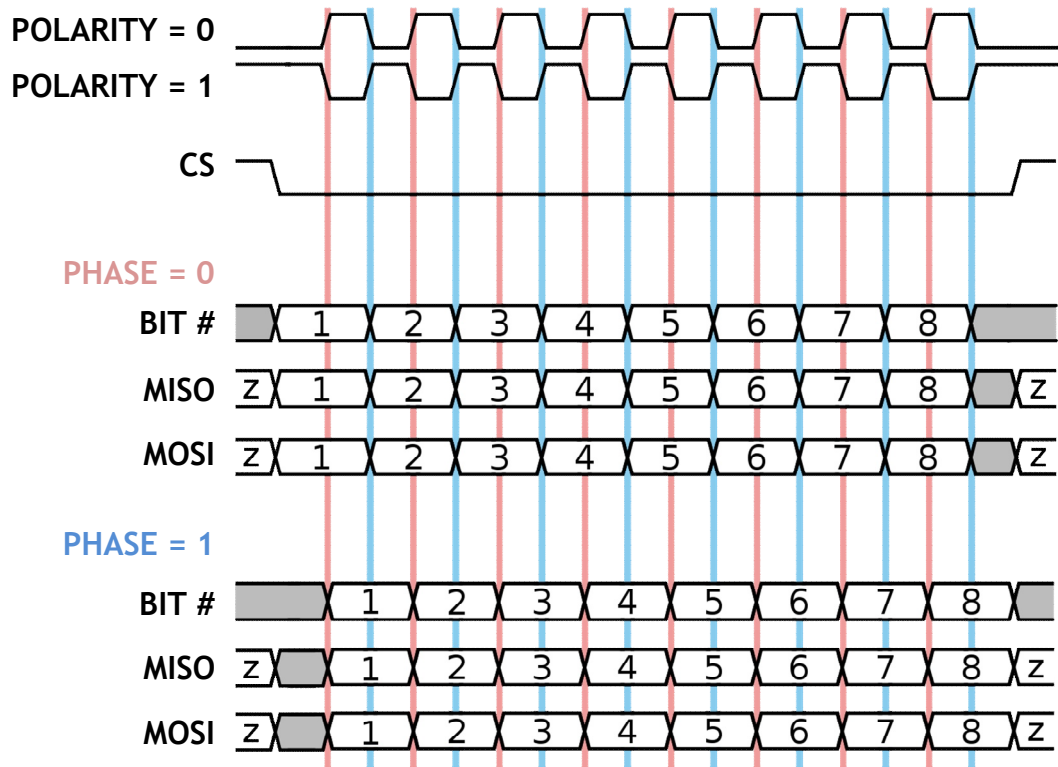 POLARITY = 0
POLARITY = 1
CS
PHASE = 0
BIT # 1 2 3 4 5 6 7 8
MISO z 1 2 3 4 5 6 7 8 z
MOSI z 1 2 3 4 5 6 7 8 z
PHASE = 1
BIT # 1 2 3 4 5 6 7 8
MISO z 1 2 3 4 5 6 7 8 z
MOSI z 1 2 3 4 5 6 7 8 z